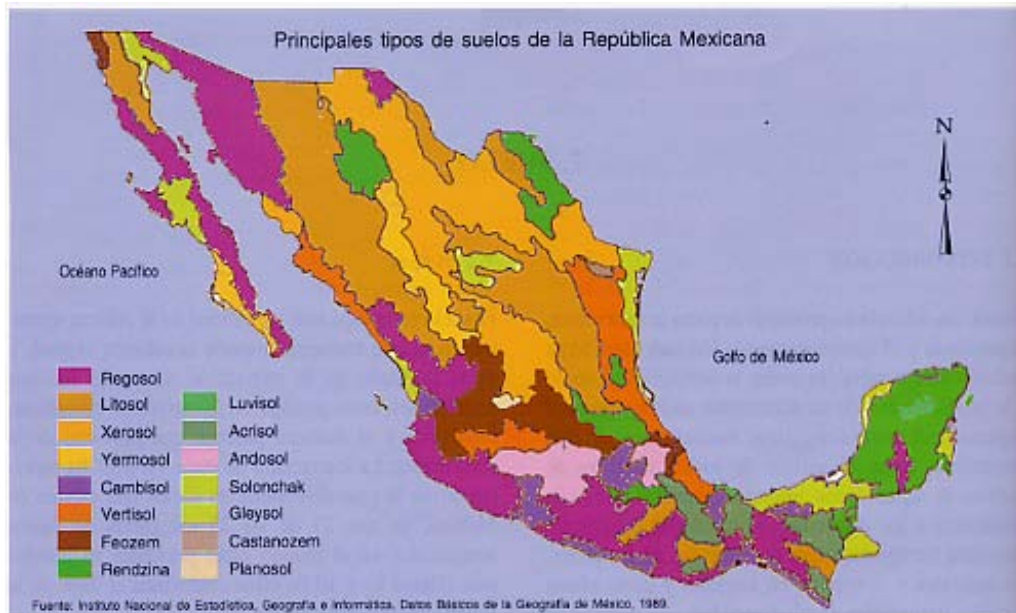 Principales tipos de suelos de la República Mexicana
N
Océano Pacífico
Golfo de México
Regosol
Litosol
Xerosol
Yermosol
Cambisol
Vertisol
Feozem
Rendzina
Luvisol
Acrisol
Andosol
Solonchak
Gleysol
Castanozem
Planosol
Fuente: Instituto Nacional de Estadística, Geografía e Informática, Datos Básicos de la Geografía de México, 1989.